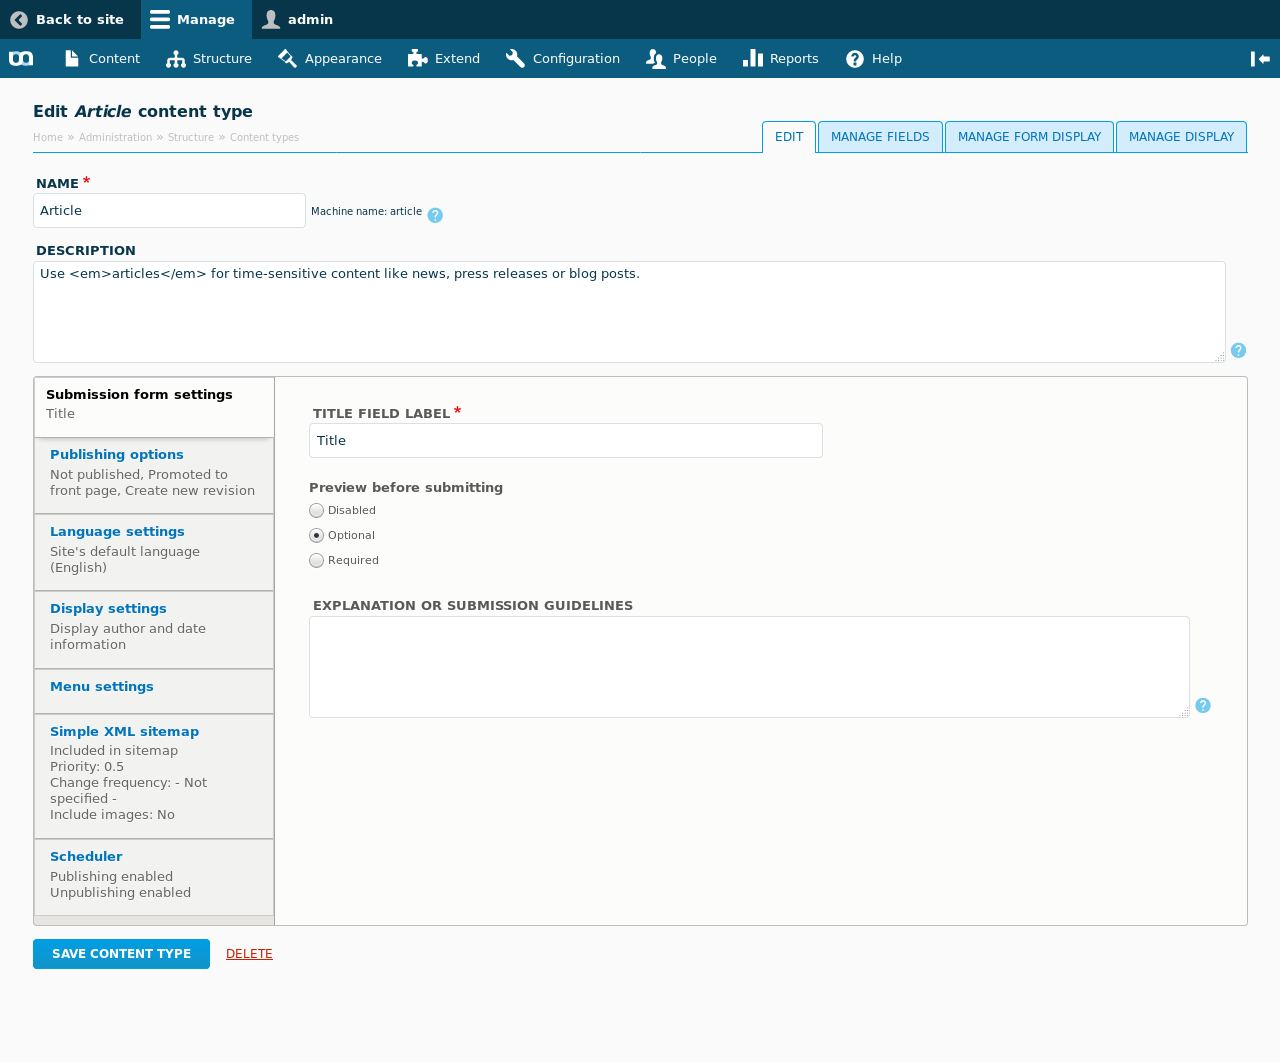 Back to site
Manage
admin
Content
Structure
Appearance
Extend
Configuration
People
Reports
Help
Edit Article content type
Home » Administration » Structure » Content types
EDIT
MANAGE FIELDS
MANAGE FORM DISPLAY
MANAGE DISPLAY
NAME *
Article
Machine name: article
?
DESCRIPTION
Use <em>articles</em> for time-sensitive content like news, press releases or blog posts.
?
Submission form settings
Title
Publishing options
Not published, Promoted to
front page, Create new revision
Language settings
Site's default language
(English)
Display settings
Display author and date
information
Menu settings
Simple XML sitemap
Included in sitemap
Priority: 0.5
Change frequency: - Not
specified -
Include images: No
Scheduler
Publishing enabled
Unpublishing enabled
TITLE FIELD LABEL *
Title
Preview before submitting
Disabled
Optional
Required
EXPLANATION OR SUBMISSION GUIDELINES
?
SAVE CONTENT TYPE
DELETE